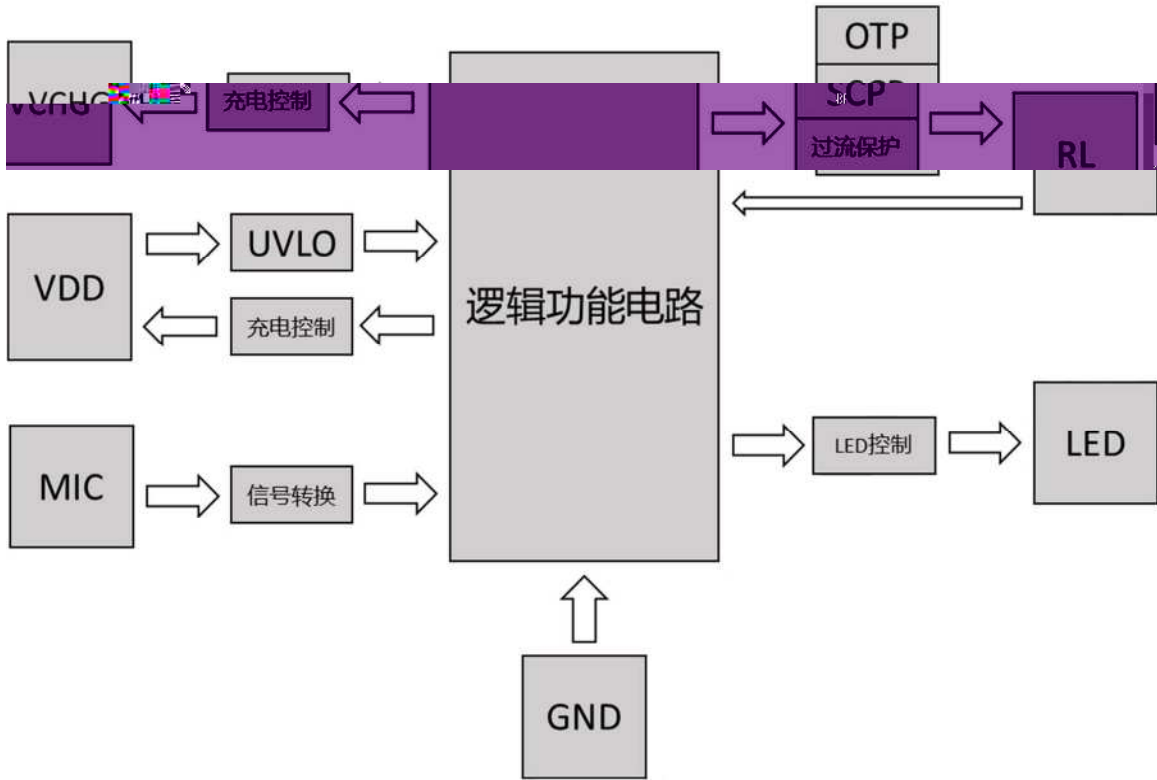 OTP
SCP
VCHG
充电控制
过流保护
RL
VDD
UVLO
充电控制
逻辑功能电路
MIC
信号转换
LED控制
LED
GND